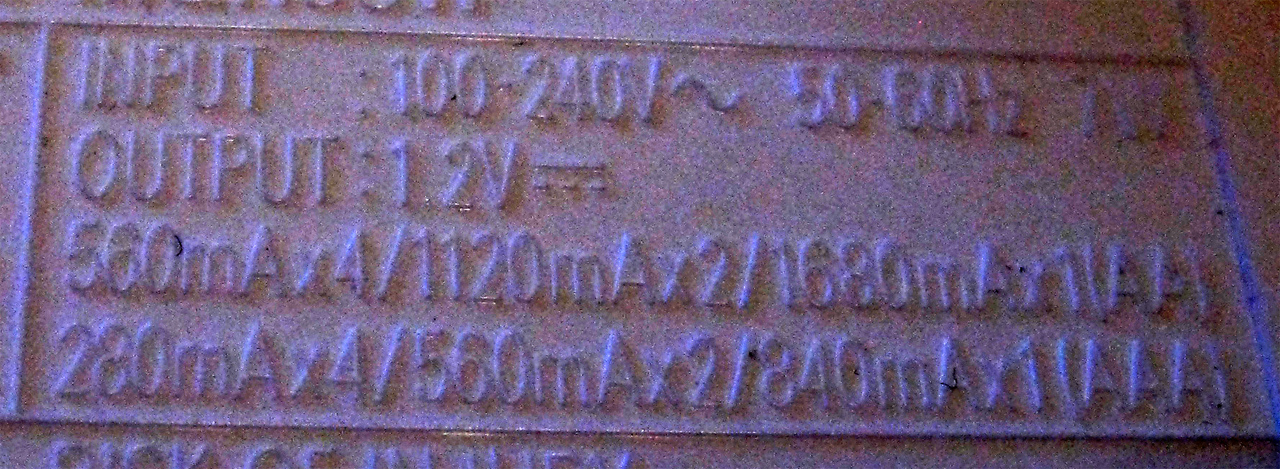 INPUT : 100-240V~ 50-60Hz
OUTPUT : 1.2V⎓
560mAx4/1120mAx2/1680mAx1(AA)
280mAx4/560mAx2/840mAx1(AAA)